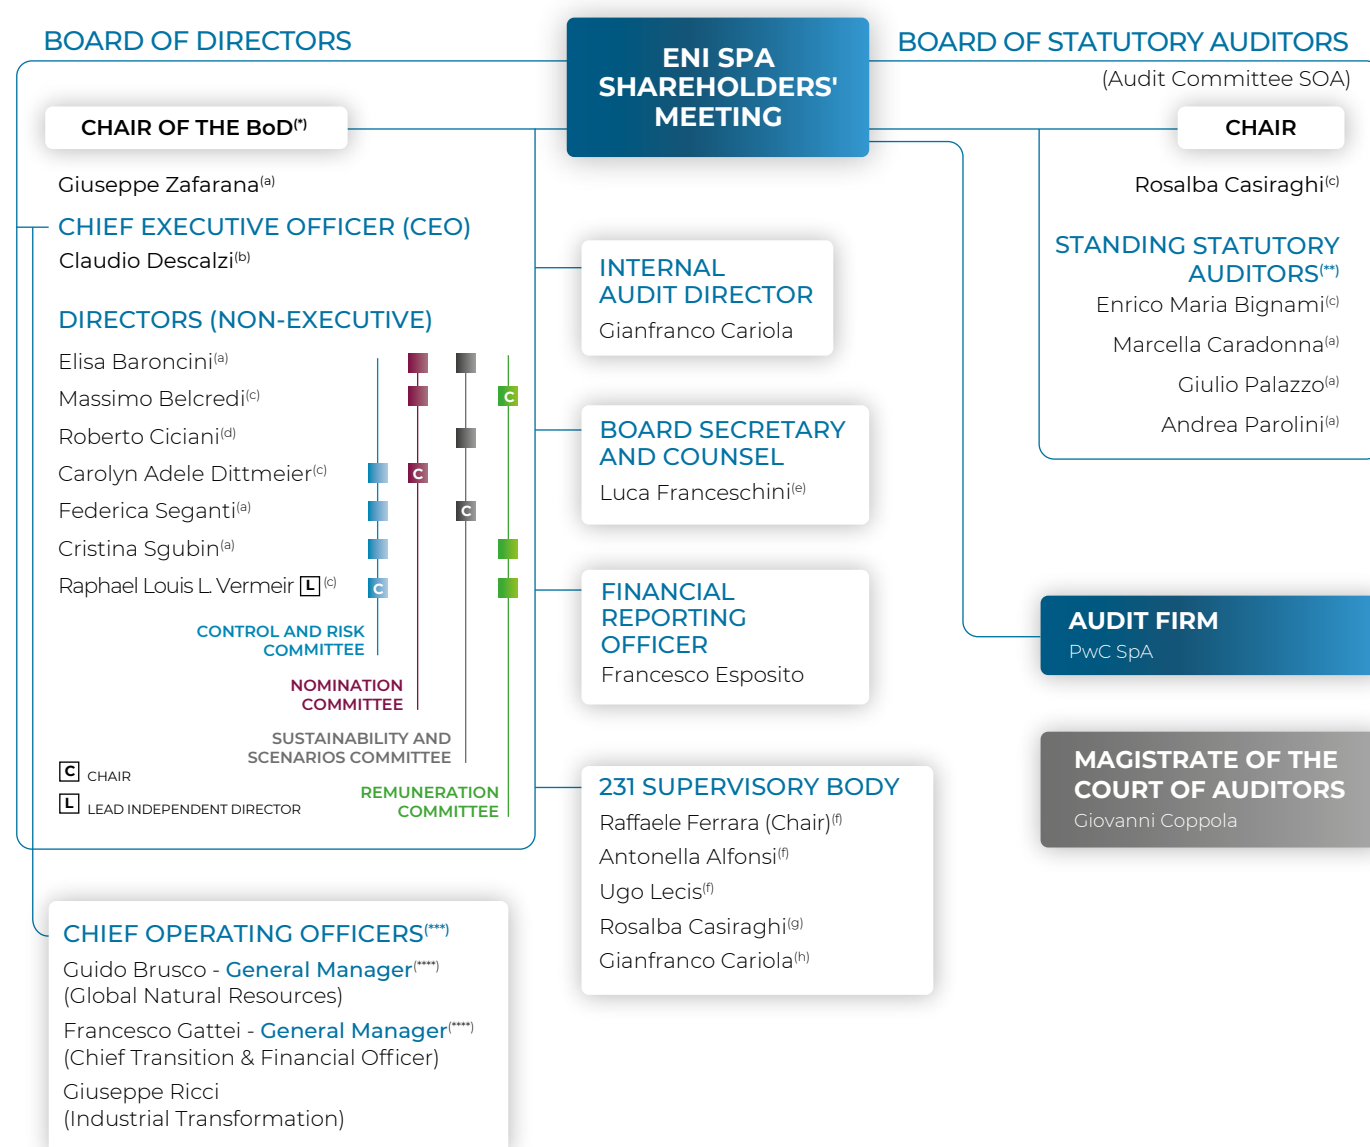 BOARD OF DIRECTORS
CHAIR OF THE BoD(*)
Giuseppe Zafarana(a)
CHIEF EXECUTIVE OFFICER (CEO)
Claudio Descalzi(b)
DIRECTORS (NON-EXECUTIVE)
Elisa Baroncini(a)
Massimo Belcredi(c)
C
Roberto Ciciani(d)
Carolyn Adele Dittmeier(c)
C
Federica Seganti(a)
C
Cristina Sgubin(a)
Raphael Louis L. Vermeir L (c)
C
CONTROL AND RISK
COMMITTEE
NOMINATION
COMMITTEE
SUSTAINABILITY AND
SCENARIOS COMMITTEE
REMUNERATION
COMMITTEE
C CHAIR
L LEAD INDEPENDENT DIRECTOR
CHIEF OPERATING OFFICERS(***)
Guido Brusco - General Manager(****)
(Global Natural Resources)
Francesco Gattei - General Manager(****)
(Chief Transition & Financial Officer)
Giuseppe Ricci
(Industrial Transformation)
ENI SPA
SHAREHOLDERS'
MEETING
INTERNAL
AUDIT DIRECTOR
Gianfranco Cariola
BOARD SECRETARY
AND COUNSEL
Luca Franceschini(e)
FINANCIAL
REPORTING
OFFICER
Francesco Esposito
231 SUPERVISORY BODY
Raffaele Ferrara (Chair)(f)
Antonella Alfonsi(f)
Ugo Lecis(f)
Rosalba Casiraghi(g)
Gianfranco Cariola(h)
BOARD OF STATUTORY AUDITORS
(Audit Committee SOA)
CHAIR
Rosalba Casiraghi(c)
STANDING STATUTORY
AUDITORS(**)
Enrico Maria Bignami(c)
Marcella Caradonna(a)
Giulio Palazzo(a)
Andrea Parolini(a)
AUDIT FIRM
PwC SpA
MAGISTRATE OF THE
COURT OF AUDITORS
Giovanni Coppola